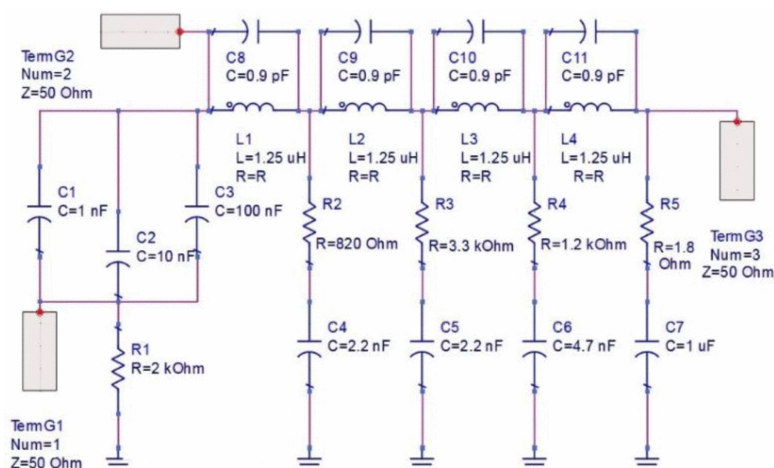 C8
C=0.9 pF
C9
C=0.9 pF
C10
C=0.9 pF
C11
C=0.9 pF
TermG2
Num=2
Z=50 Ohm
L1
L=1.25 uH
R=R
L2
L=1.25 uH
R=R
L3
L=1.25 uH
R=R
L4
L=1.25 uH
R=R
C1
C=1 nF
C2
C=10 nF
C3
C=100 nF
R2
R=820 Ohm
R3
R=3.3 kOhm
R4
R=1.2 kOhm
R5
R=1.8
Ohm
TermG3
Num=3
Z=50 Ohm
R1
R=2 kOhm
C4
C=2.2 nF
C5
C=2.2 nF
C6
C=4.7 nF
C7
C=1 uF
TermG1
Num=1
Z=50 Ohm